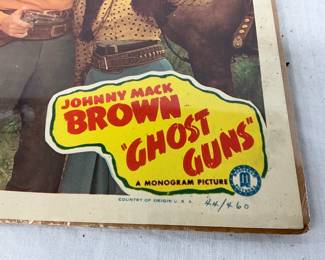 JOHNNY MACK
BROWN
"GHOST
GUNS"
A MONOGRAM PICTURE
COUNTRY OF ORIGIN U.S.A.
44/460